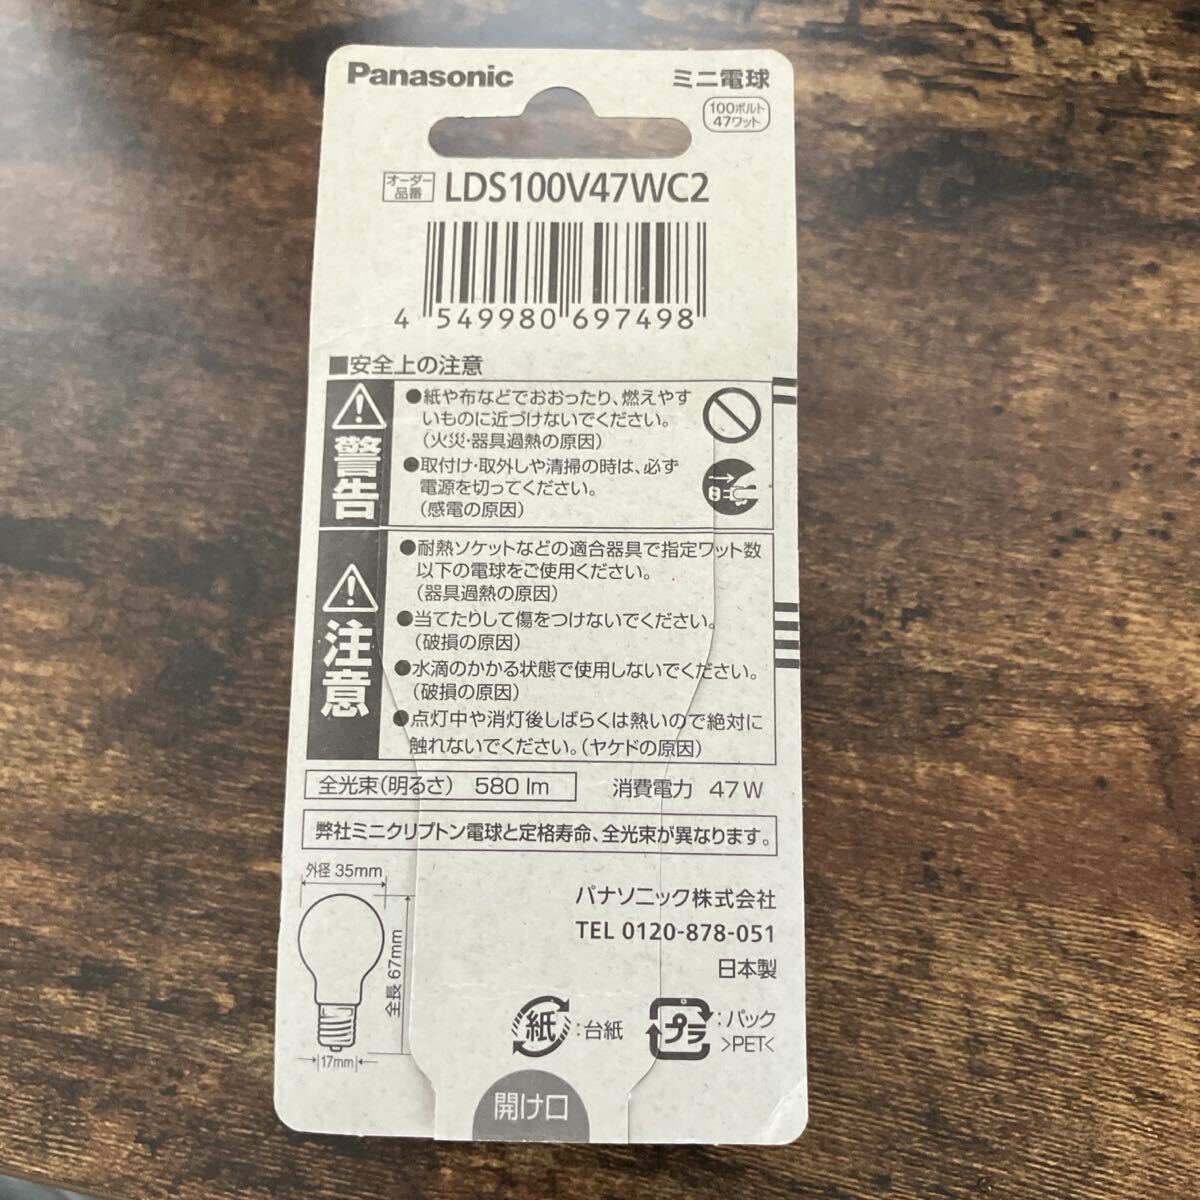 Panasonic
ミニ電球
100ボルト
47ワット
オーダー
品番
LDS100V47WC2
4 549980 697498
■安全上の注意
警告
●紙や布などでおおったり、燃えやす
いものに近づけないでください。
(火災・器具過熱の原因)
●取付け・取外しや清掃の時は、必ず
電源を切ってください。
(感電の原因)
注意
●耐熱ソケットなどの適合器具で指定ワット数
以下の電球をご使用ください。
(器具過熱の原因)
●当てたりして傷をつけないでください。
(破損の原因)
●水滴のかかる状態で使用しないでください。
(破損の原因)
●点灯中や消灯後しばらくは熱いので絶対に
触れないでください。(ヤケドの原因)
全光束(明るさ) 580 lm
消費電力 47 W
弊社ミニクリプトン電球と定格寿命、全光束が異なります。
外径 35mm
全長 67mm
17mm
パナソニック株式会社
TEL 0120-878-051
日本製
紙:台紙
プラ:パック
>PET<
開け口